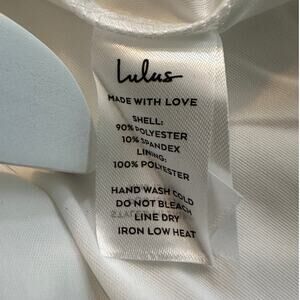 Lulus
MADE WITH LOVE
SHELL:
90% POLYESTER
10% SPANDEX
LINING:
100% POLYESTER
HAND WASH COLD
DO NOT BLEACH
LINE DRY
IRON LOW HEAT